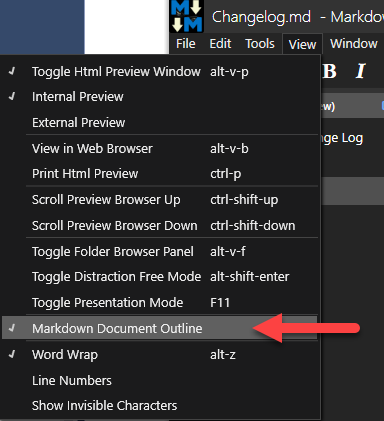 Changelog.md - Markdow
File Edit Tools View Window
B I
w)
Toggle Html Preview Window alt-v-p
Internal Preview
nge Log
External Preview
View in Web Browser alt-v-b
Print Html Preview ctrl-p
Scroll Preview Browser Up ctrl-shift-up
Scroll Preview Browser Down ctrl-shift-down
Toggle Folder Browser Panel alt-v-f
Toggle Distraction Free Mode alt-shift-enter
Toggle Presentation Mode F11
Markdown Document Outline
Word Wrap alt-z
Line Numbers
Show Invisible Characters